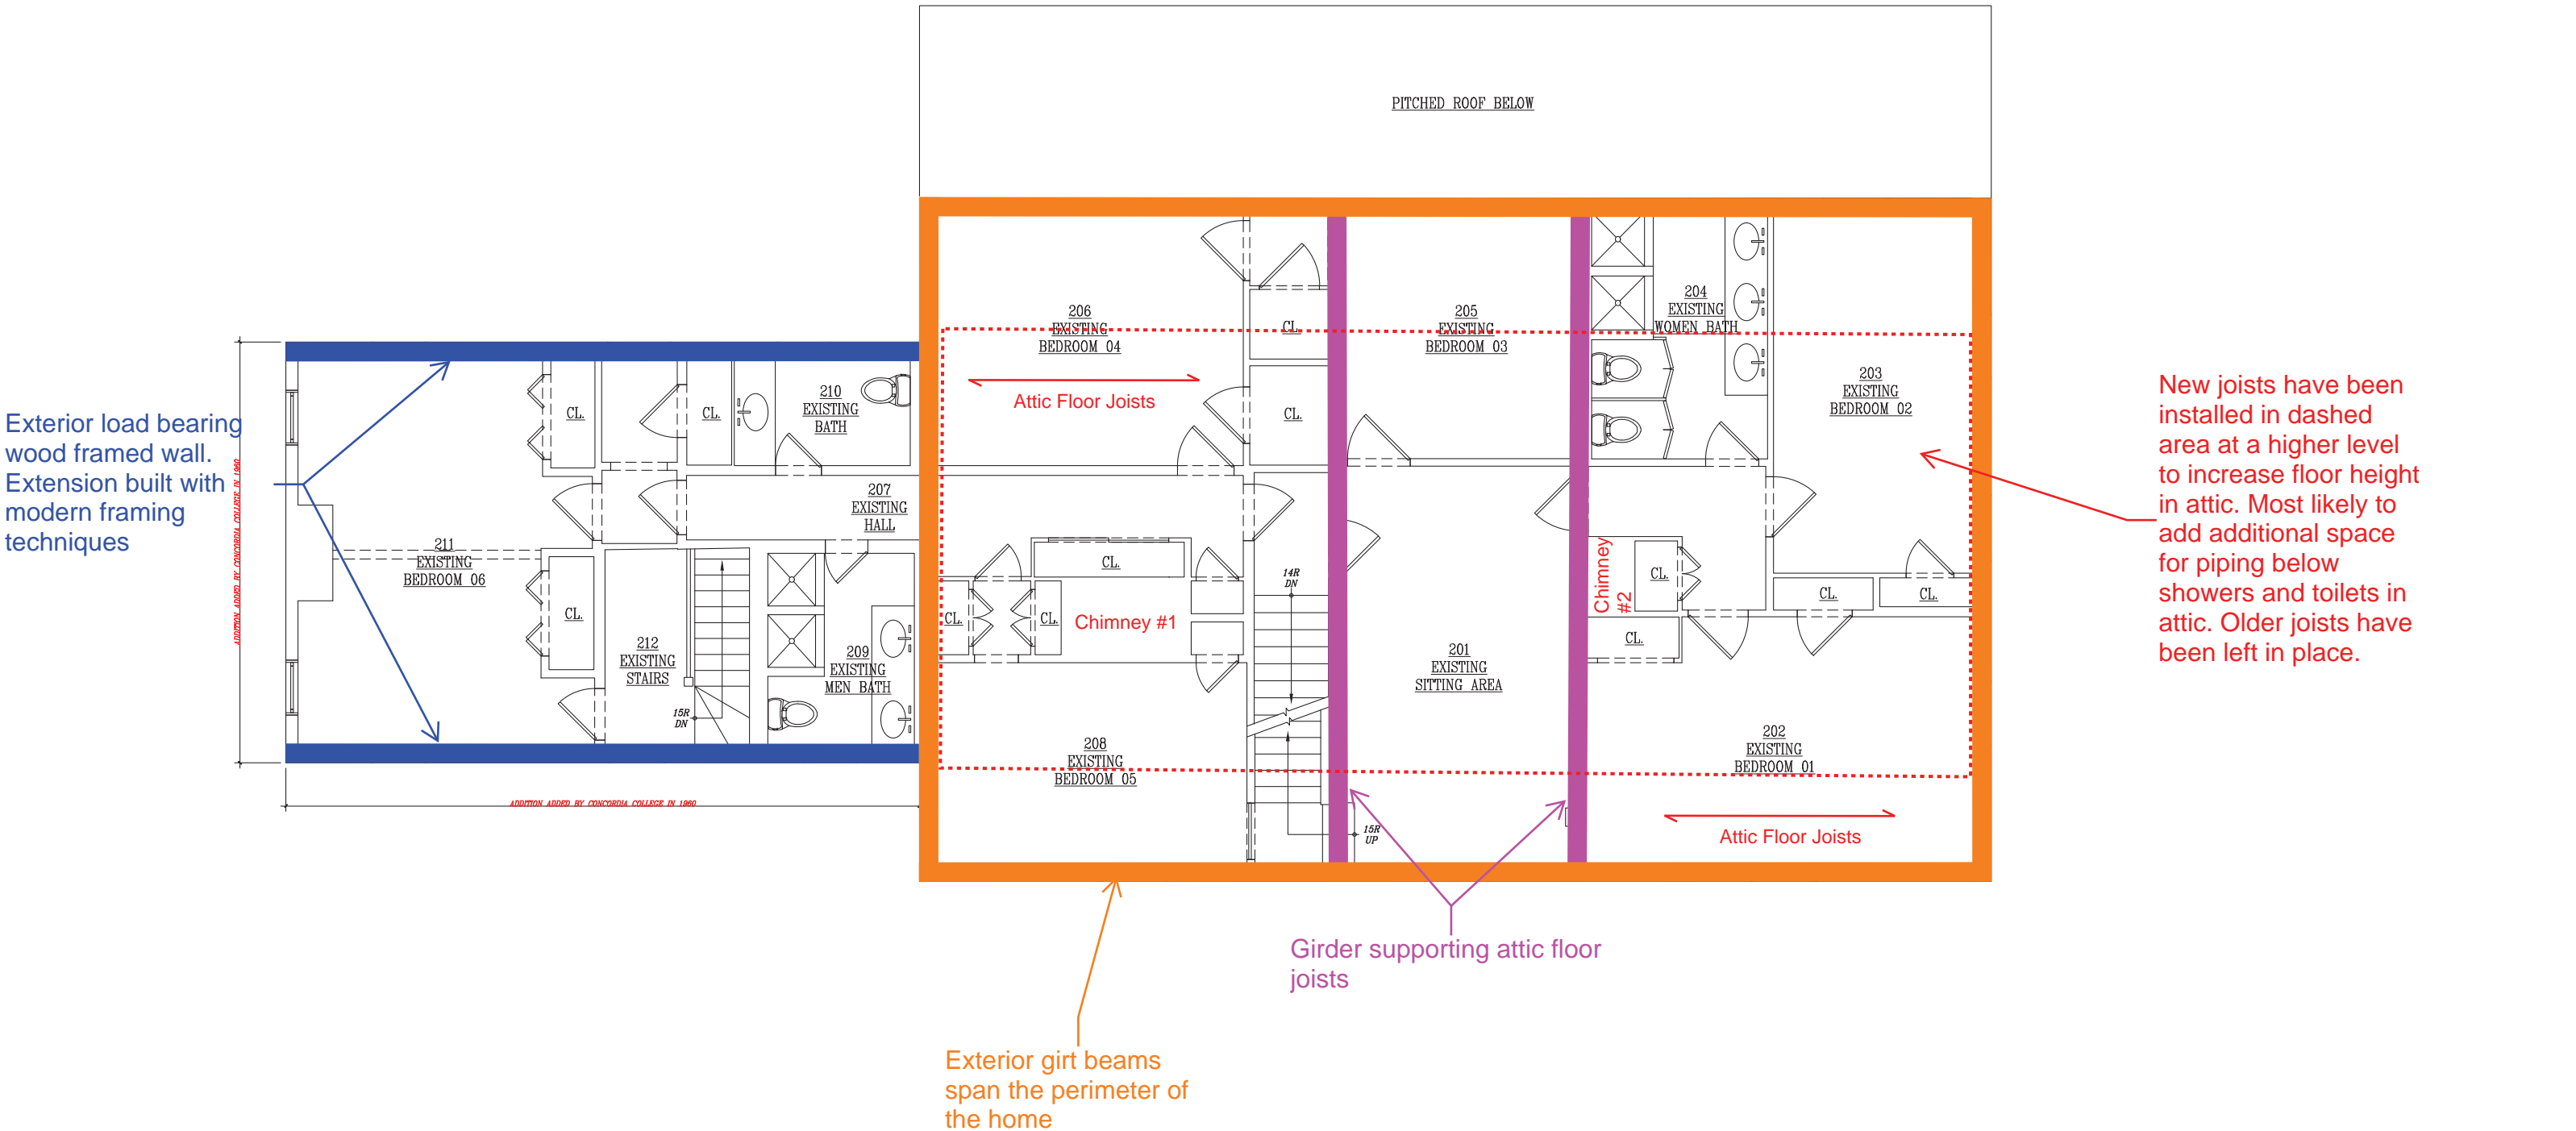 PITCHED ROOF BELOW
Exterior load bearing
wood framed wall.
Extension built with
modern framing
techniques
ADDITION ADDED BY CONCORDIA COLLEGE IN 1960
211
EXISTING
BEDROOM 06
CL.
CL.
CL.
210
EXISTING
BATH
207
EXISTING
HALL
212
EXISTING
STAIRS
15R
DN
209
EXISTING
MEN BATH
ADDITION ADDED BY CONCORDIA COLLEGE IN 1960
206
EXISTING
BEDROOM 04
Attic Floor Joists
CL.
CL.
205
EXISTING
BEDROOM 03
204
EXISTING
WOMEN BATH
203
EXISTING
BEDROOM 02
CL.
CL.
CL.
Chimney #1
14R
DN
208
EXISTING
BEDROOM 05
15R
UP
201
EXISTING
SITTING AREA
Chimney
#2
CL.
CL.
CL.
CL.
202
EXISTING
BEDROOM 01
Attic Floor Joists
New joists have been
installed in dashed
area at a higher level
to increase floor height
in attic. Most likely to
add additional space
for piping below
showers and toilets in
attic. Older joists have
been left in place.
Girder supporting attic floor
joists
Exterior girt beams
span the perimeter of
the home